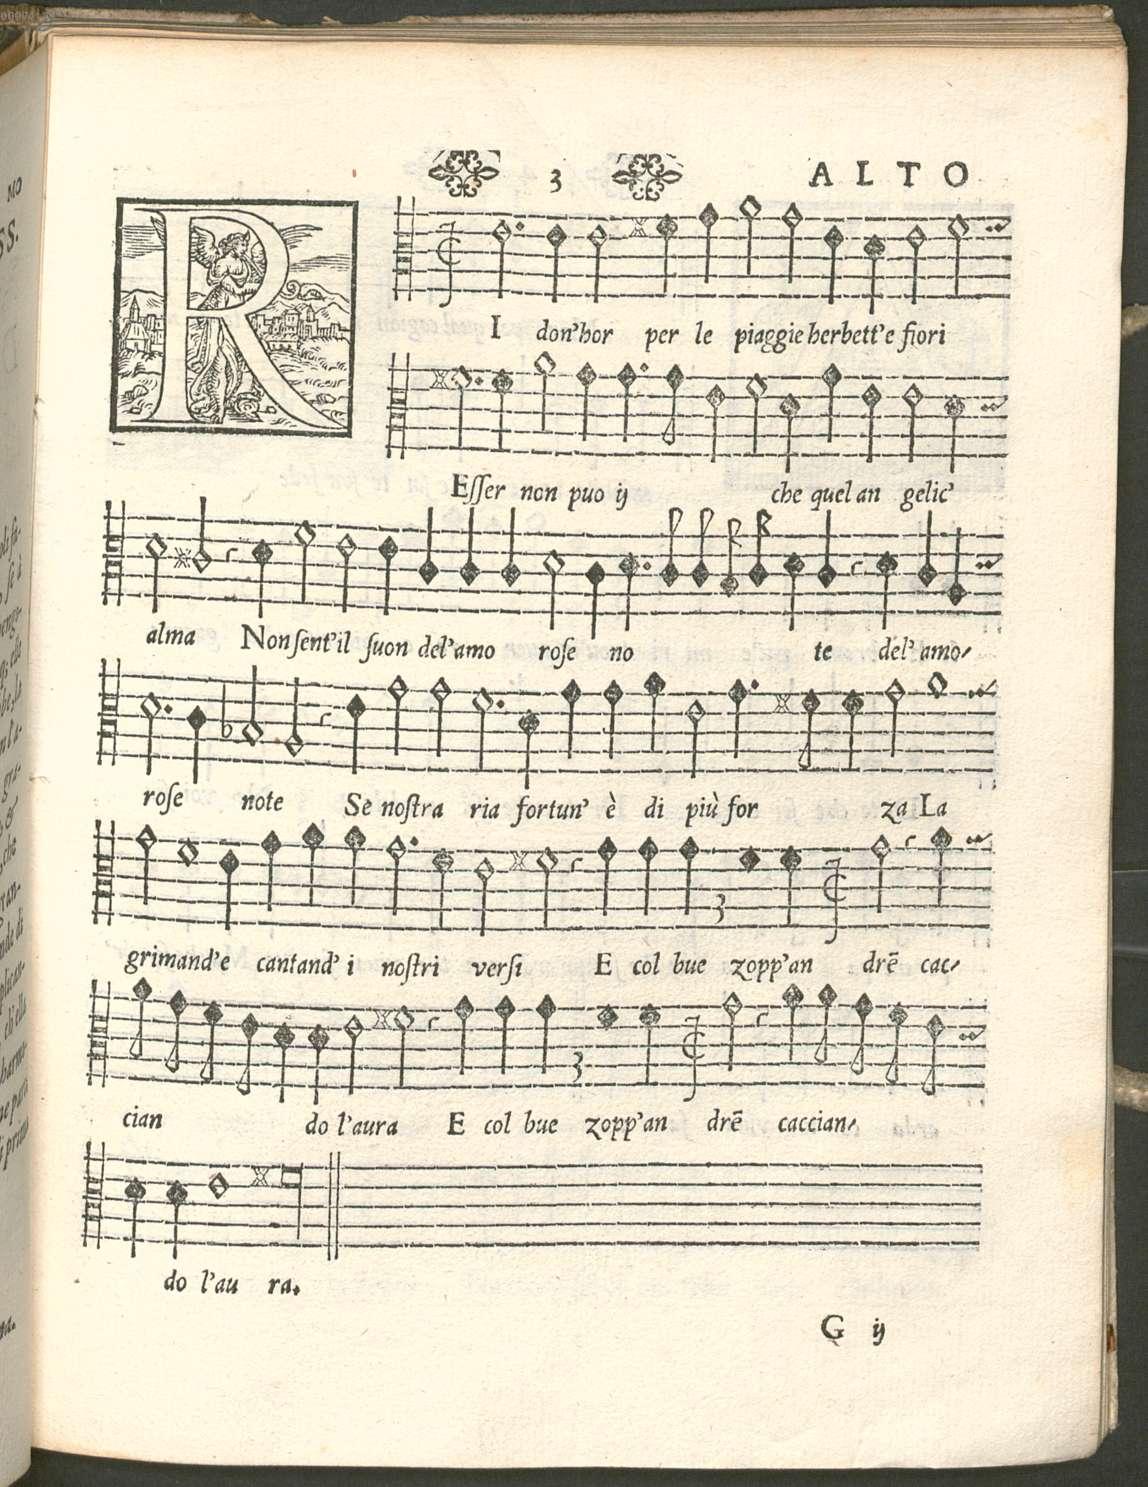 3 ALTO
RI don'hor per le piaggie herbett'e fiori
Esſer non puo ij che quel an gelic'
alma Non ſent'il ſuon del'amo roſe no te del'amo-
roſe note Se noſtra ria fortun' è di più for za La
grimand'e cantand' i noſtri verſi E col bue zopp'an drē cac-
cian do l'aura E col bue zopp'an drē caccian-
do l'au ra.
G ij